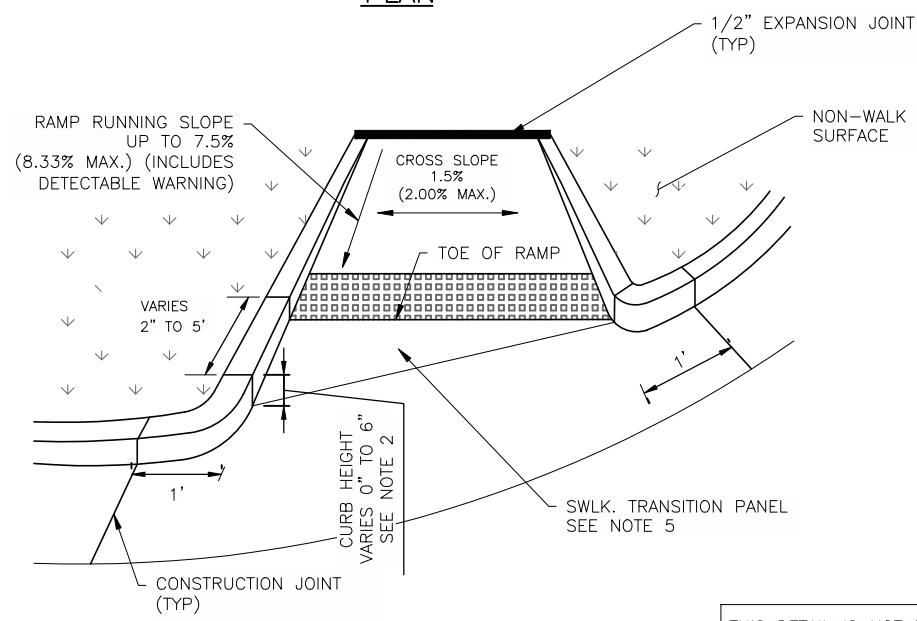 PLAN
1/2" EXPANSION JOINT
(TYP)
RAMP RUNNING SLOPE
UP TO 7.5%
(8.33% MAX.) (INCLUDES
DETECTABLE WARNING)
NON-WALK
SURFACE
CROSS SLOPE
1.5%
(2.00% MAX.)
TOE OF RAMP
VARIES
2" TO 5'
1'
1'
CURB HEIGHT
VARIES 0" TO 6"
SEE NOTE 2
SWLK. TRANSITION PANEL
SEE NOTE 5
CONSTRUCTION JOINT
(TYP)